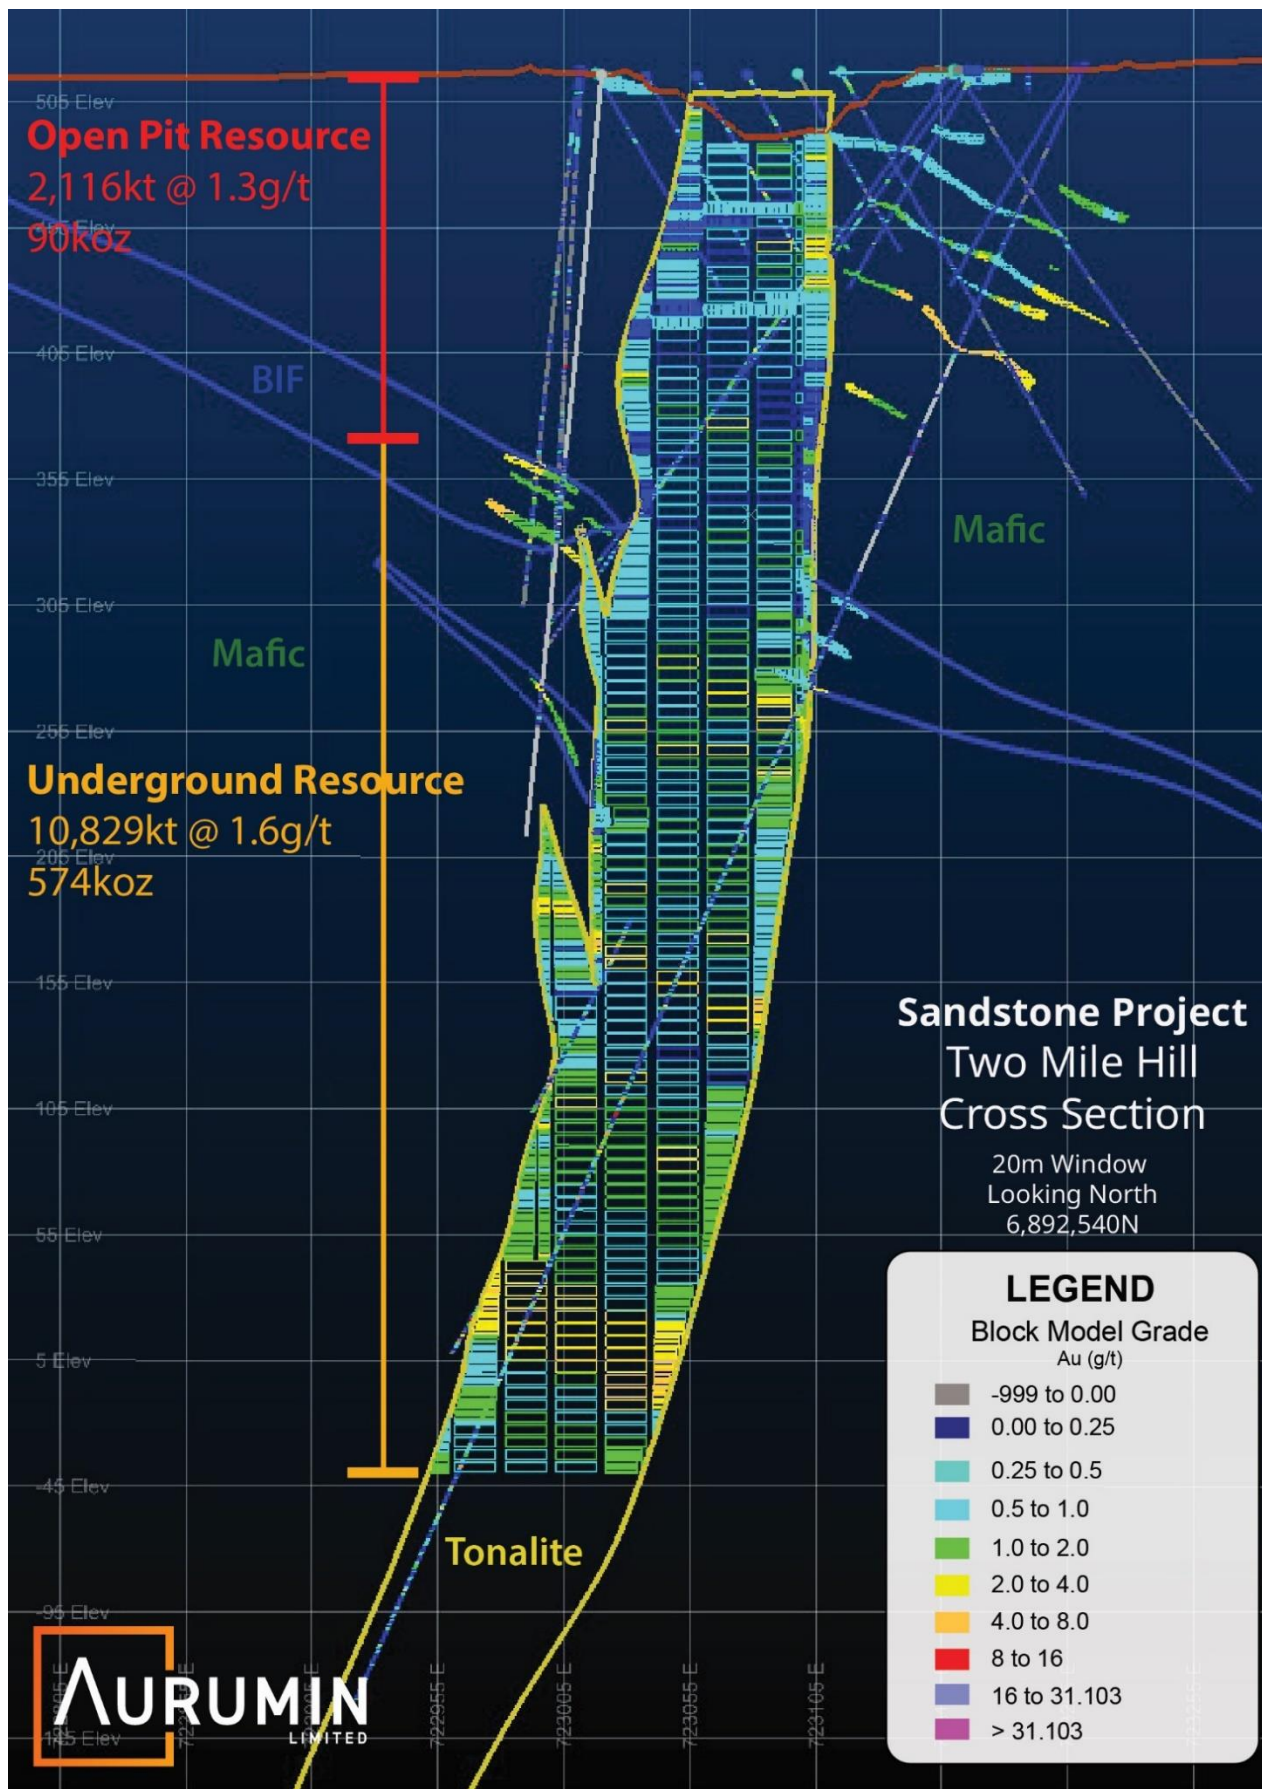 505 Elev
Open Pit Resource
2,116kt @ 1.3g/t
90koz
405 Elev
BIF
355 Elev
Mafic
305 Elev
Mafic
255 Elev
Underground Resource
10,829kt @ 1.6g/t
205 Elev
574koz
155 Elev
Sandstone Project
Two Mile Hill
Cross Section
20m Window
Looking North
6,892,540N
105 Elev
55 Elev
5 Elev
-45 Elev
Tonalite
-95 Elev
722955 E
723005 E
723055 E
723105 E
AURUMIN
LIMITED
LEGEND
Block Model Grade
Au (g/t)
-999 to 0.00
0.00 to 0.25
0.25 to 0.5
0.5 to 1.0
1.0 to 2.0
2.0 to 4.0
4.0 to 8.0
8 to 16
16 to 31.103
> 31.103